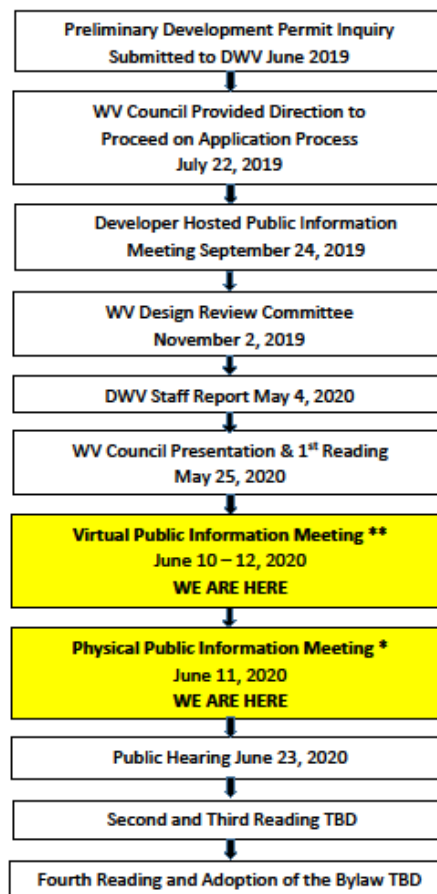 Preliminary Development Permit Inquiry
Submitted to DWV June 2019
WV Council Provided Direction to
Proceed on Application Process
July 22, 2019
Developer Hosted Public Information
Meeting September 24, 2019
WV Design Review Committee
November 2, 2019
DWV Staff Report May 4, 2020
WV Council Presentation & 1st Reading
May 25, 2020
Virtual Public Information Meeting **
June 10 – 12, 2020
WE ARE HERE
Physical Public Information Meeting *
June 11, 2020
WE ARE HERE
Public Hearing June 23, 2020
Second and Third Reading TBD
Fourth Reading and Adoption of the Bylaw TBD